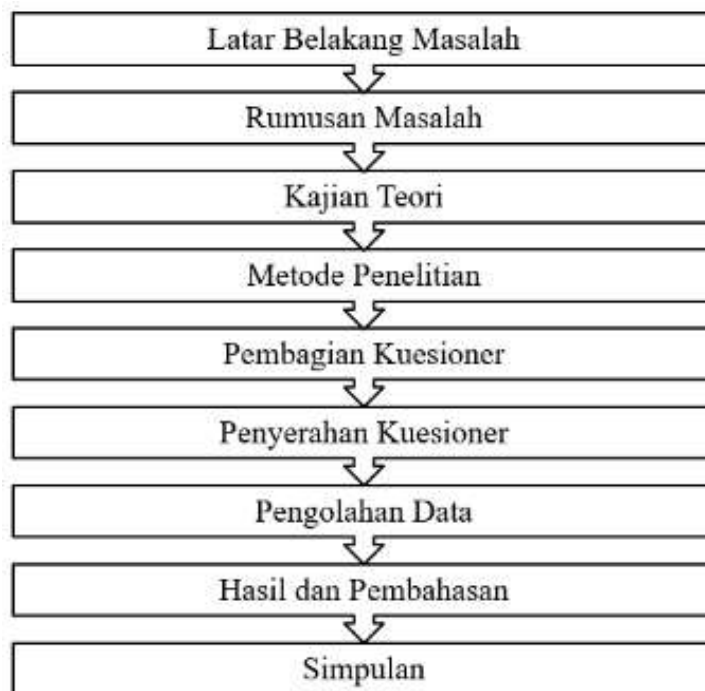 Latar Belakang Masalah
Rumusan Masalah
Kajian Teori
Metode Penelitian
Pembagian Kuesioner
Penyerahan Kuesioner
Pengolahan Data
Hasil dan Pembahasan
Simpulan